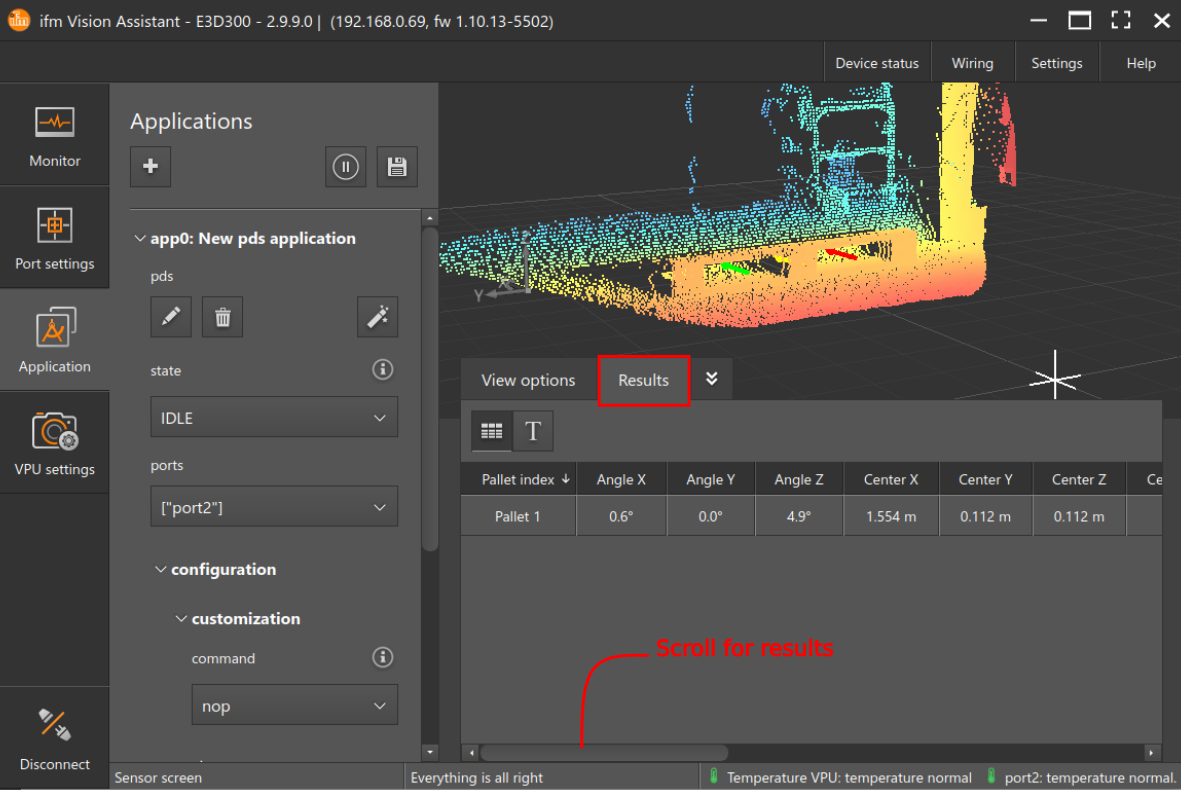 ifm Vision Assistant - E3D300 - 2.9.9.0 | (192.168.0.69, fw 1.10.13-5502)
Device status Wiring Settings Help
Monitor
Port settings
Application
VPU settings
Disconnect
Applications
app0: New pds application
pds
state
IDLE
ports
["port2"]
configuration
customization
command
nop
Y
View options Results
T
Pallet index Angle X Angle Y Angle Z Center X Center Y Center Z Ce
Pallet 1 0.6° 0.0° 4.9° 1.554 m 0.112 m 0.112 m
Scroll for results
Sensor screen Everything is all right Temperature VPU: temperature normal port2: temperature normal.